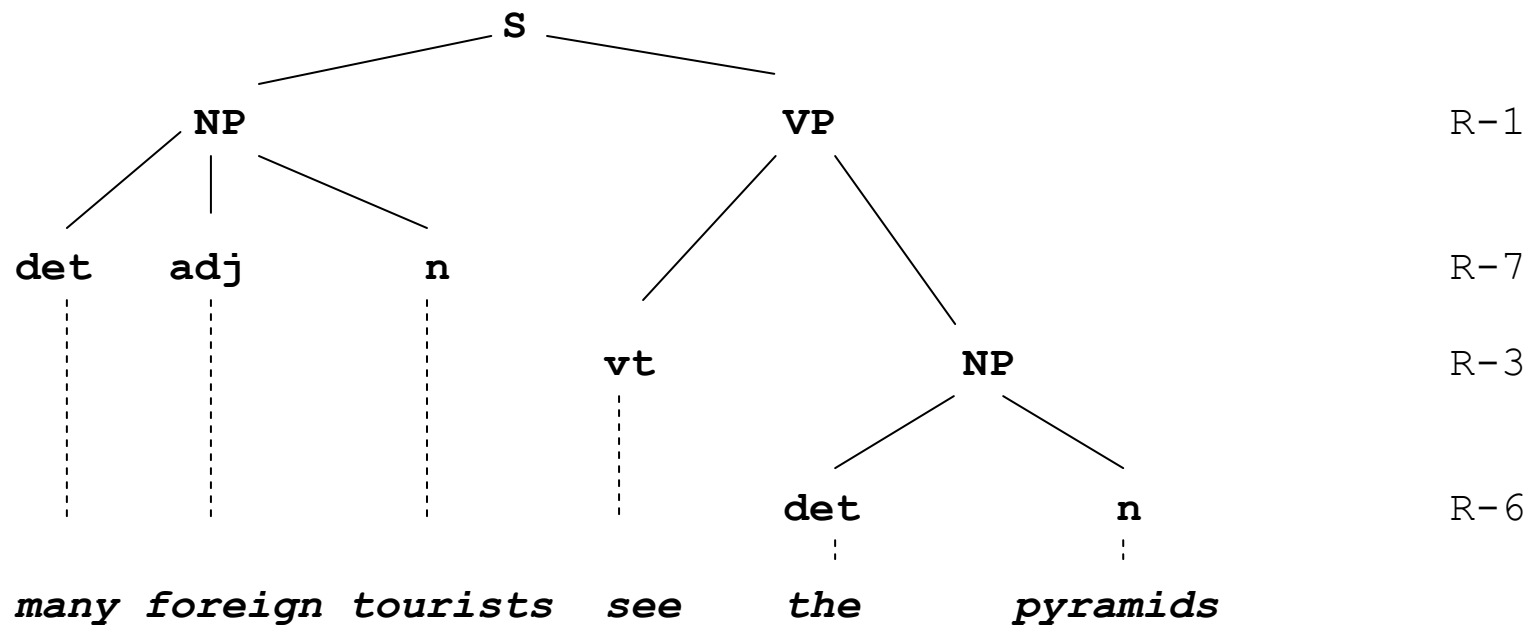 S
NP VP R-1
det adj n R-7
vt NP R-3
det n R-6
many foreign tourists see the pyramids